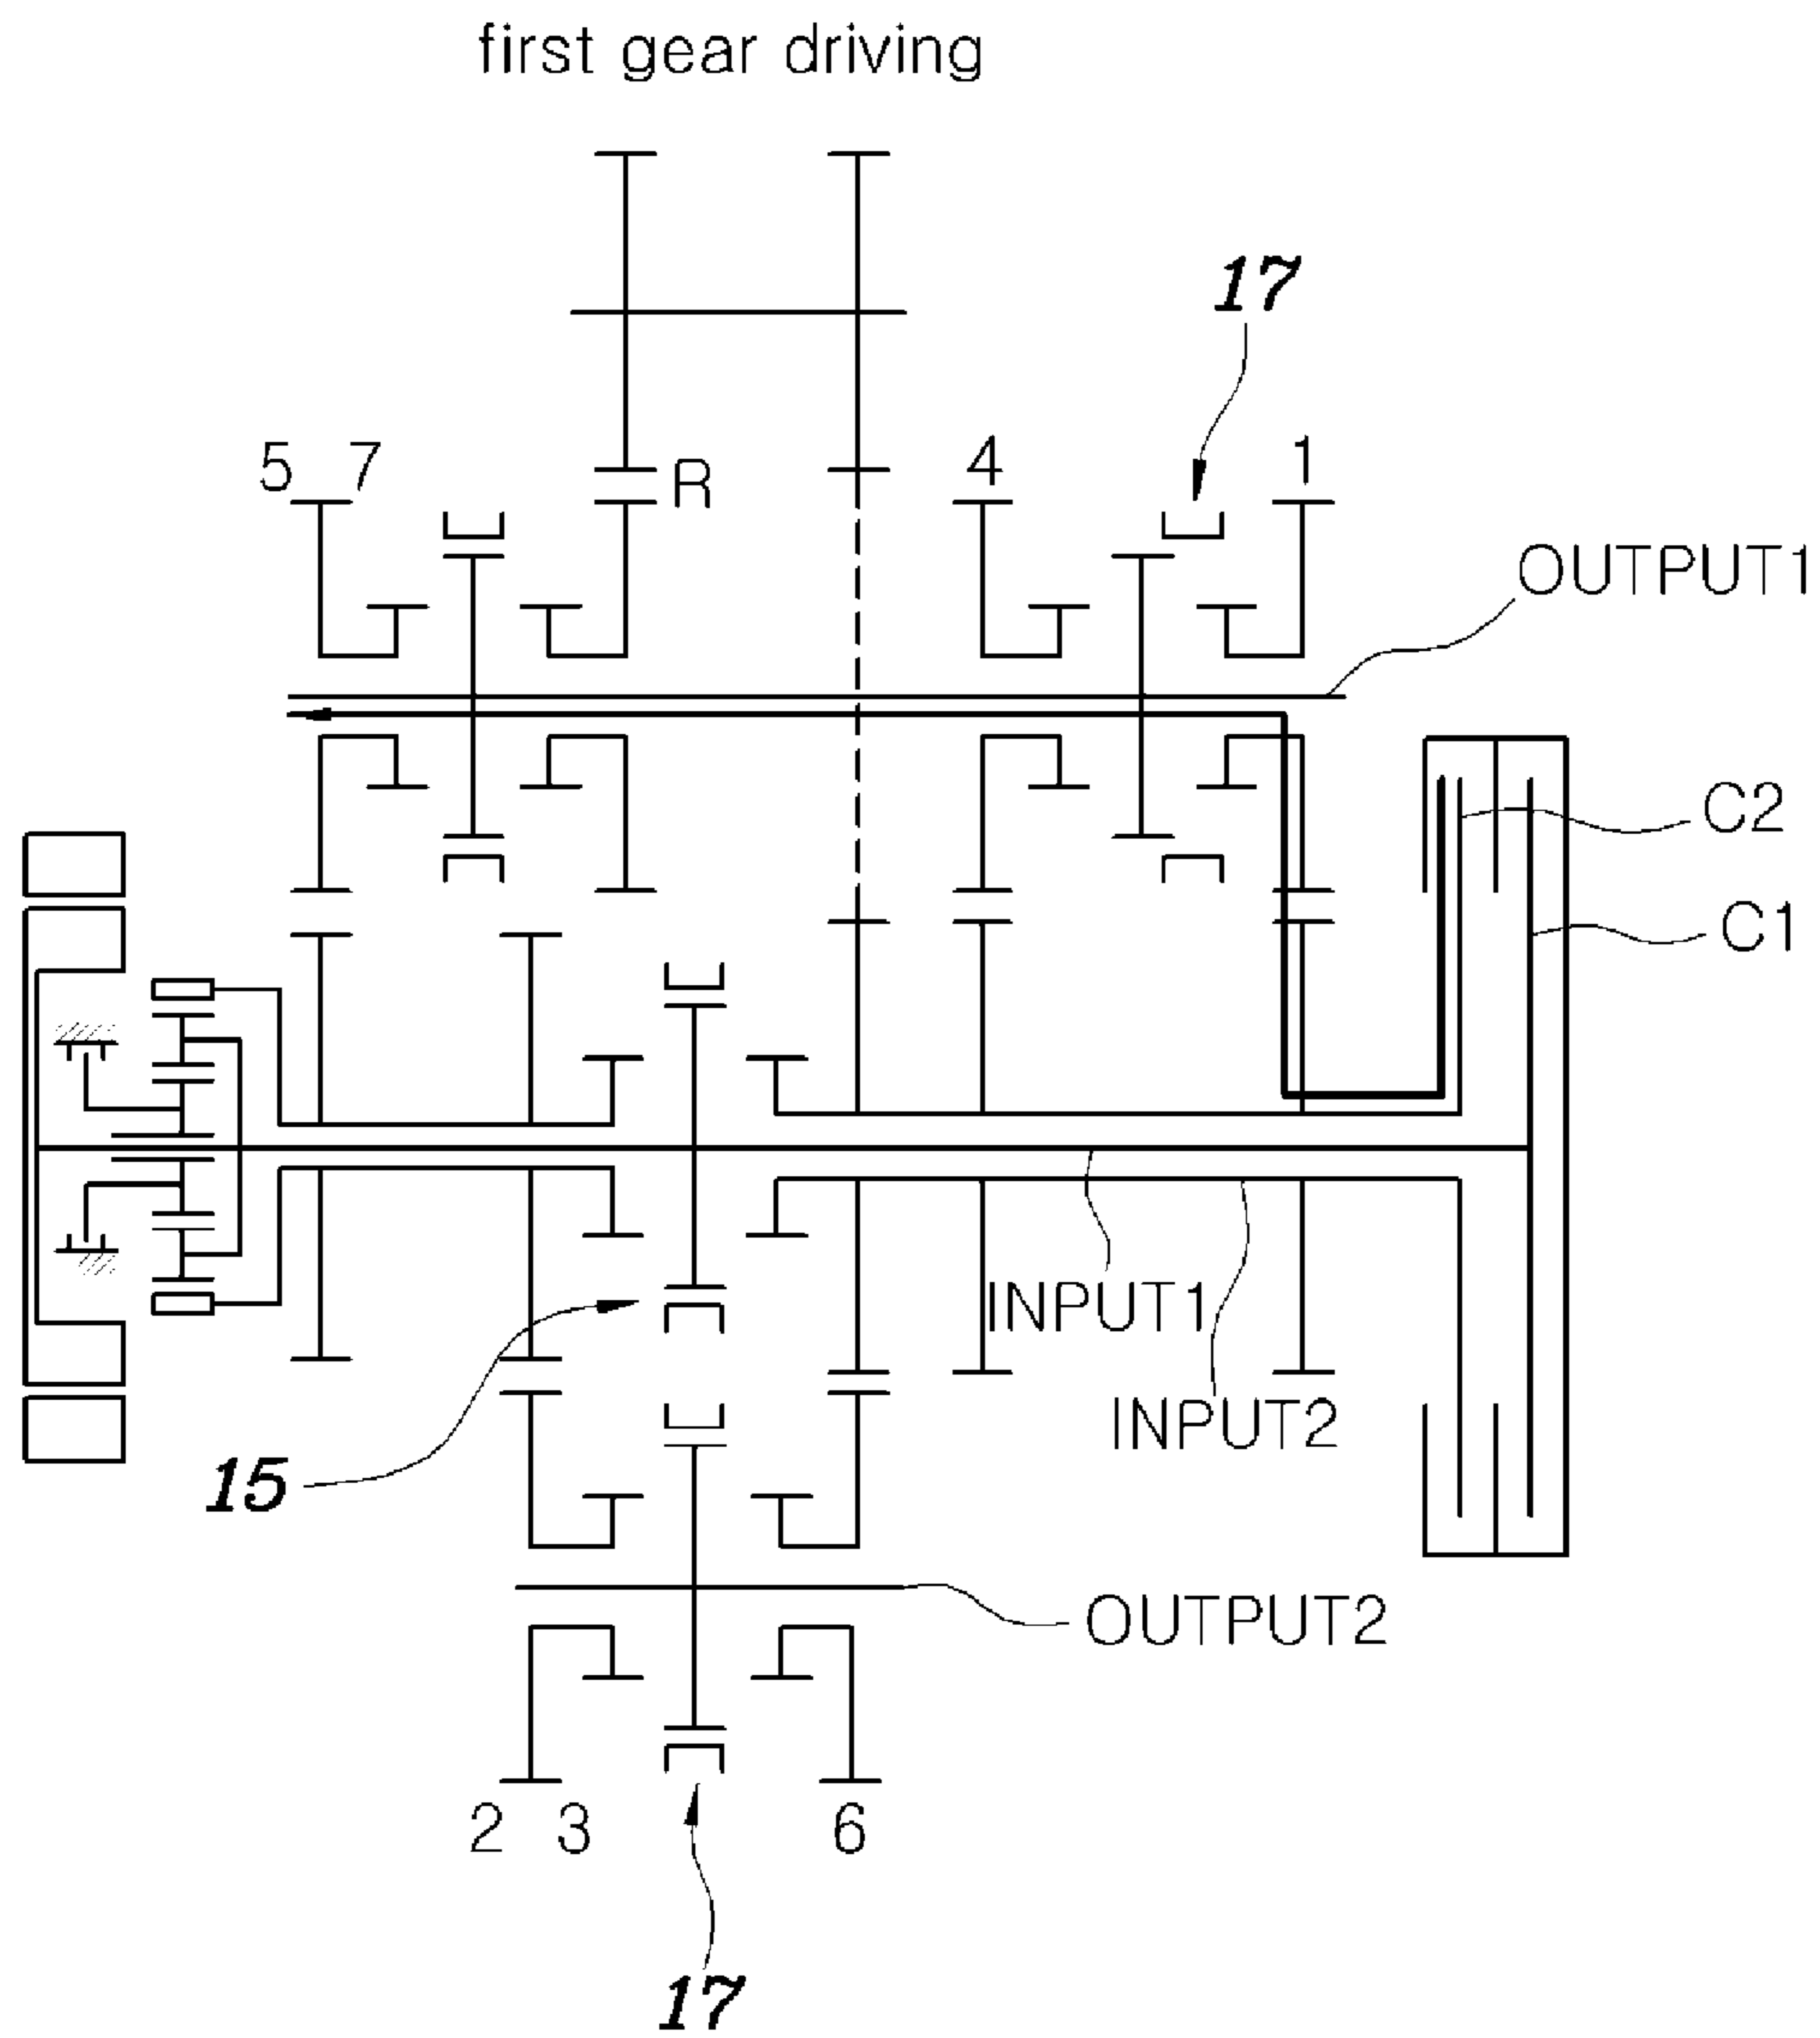 first gear driving
17
5 7
R
4
1
OUTPUT1
C2
C1
INPUT1
INPUT2
15
OUTPUT2
2 3
6
17